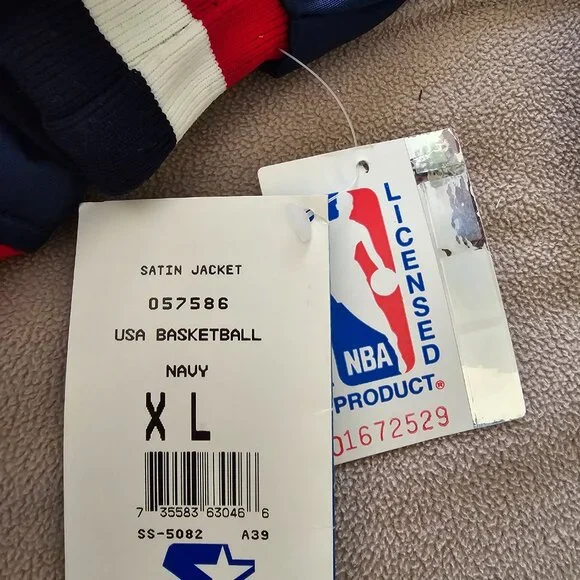 SATIN JACKET
057586
USA BASKETBALL
NAVY
XL
7 35583 63046 6
SS-5082 A39
LICENSED
NBA
PRODUCT®
01672529